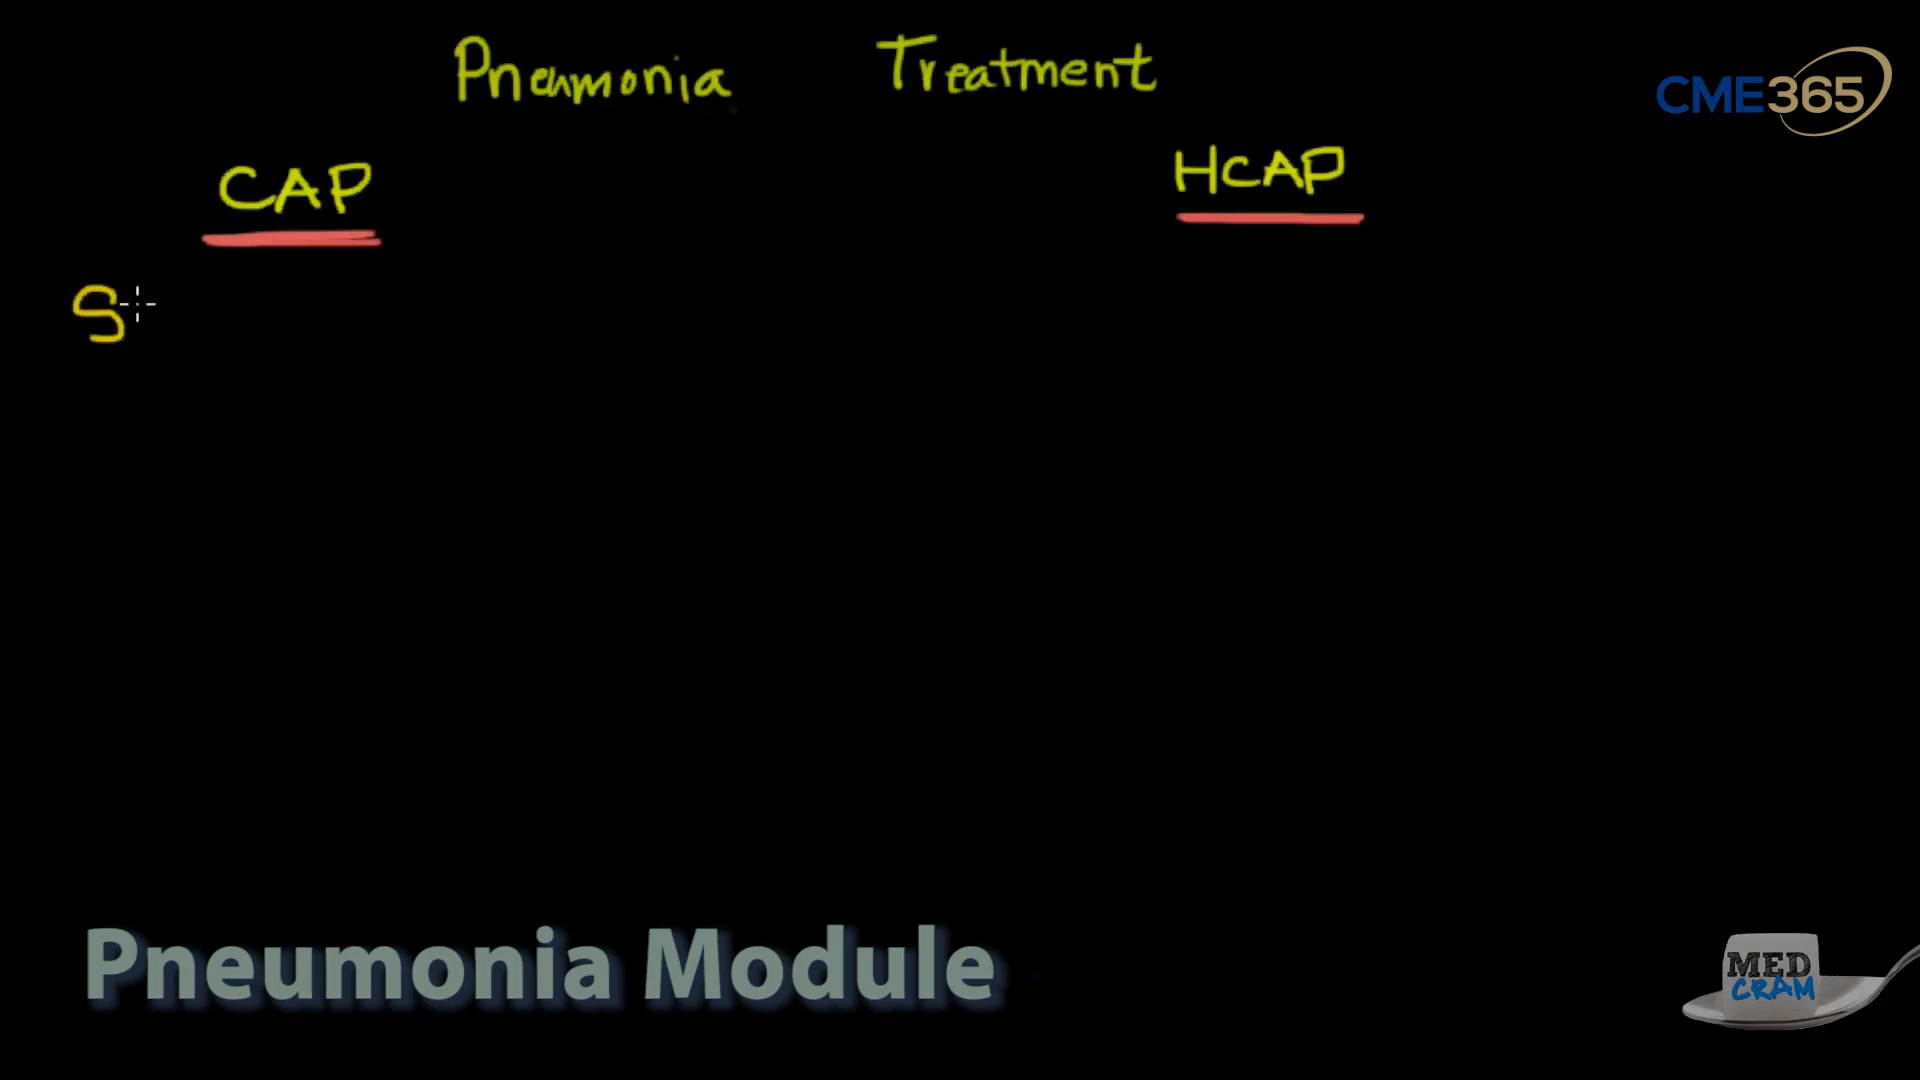 Pneumonia Treatment
CME365
CAP
HCAP
S
Pneumonia Module
MED
CRAM